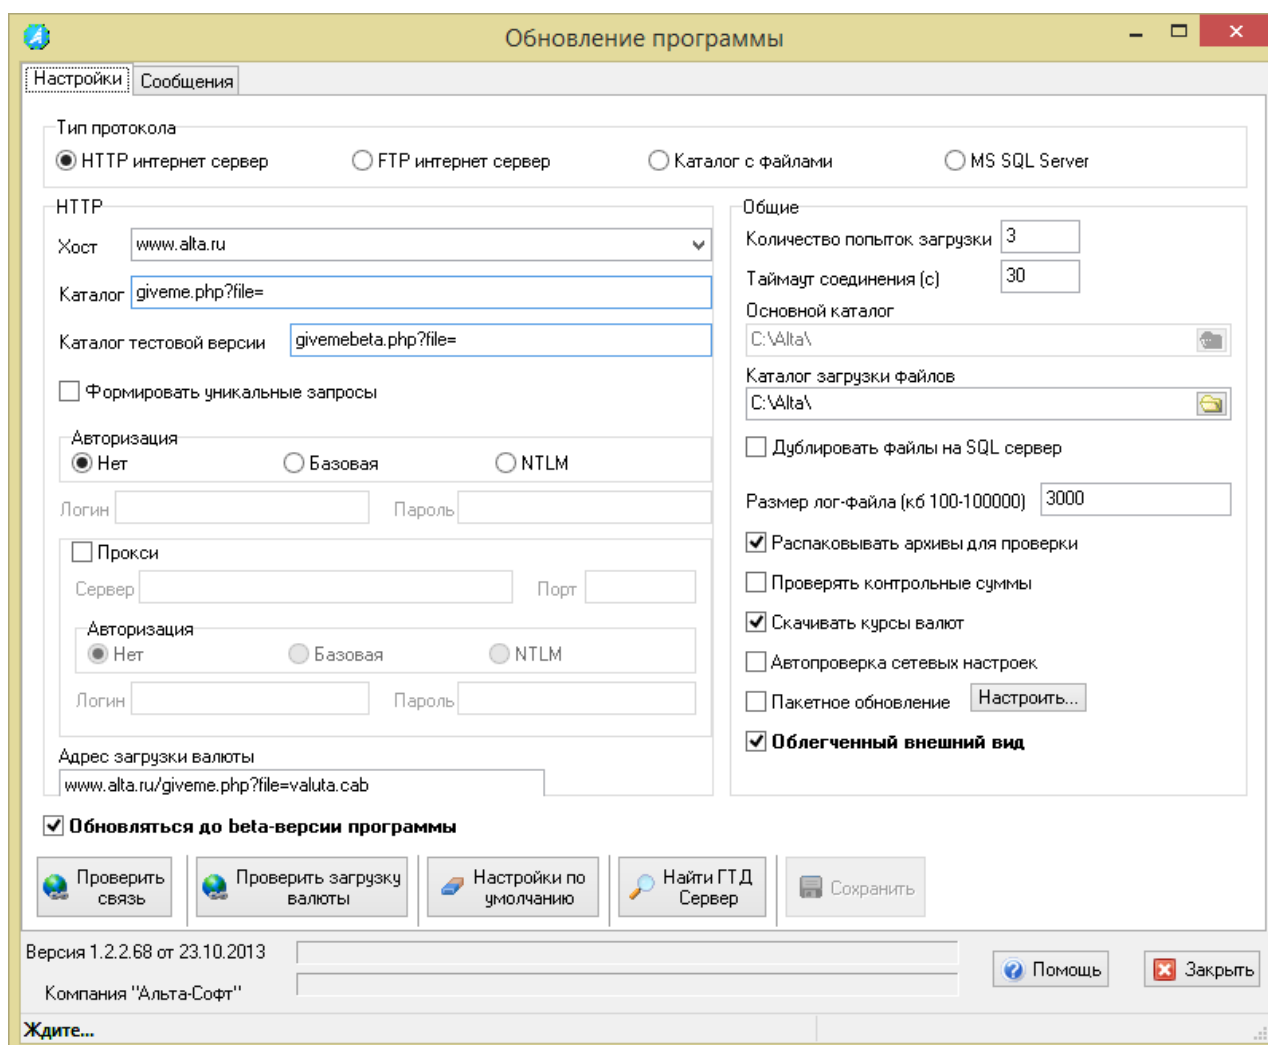 Обновление программы
Настройки
Сообщения
Тип протокола
HTTP интернет сервер
FTP интернет сервер
Каталог с файлами
MS SQL Server
HTTP
Хост
www.alta.ru
Каталог
giveme.php?file=
Каталог тестовой версии
givemebeta.php?file=
Формировать уникальные запросы
Авторизация
Нет
Базовая
NTLM
Логин
Пароль
Прокси
Сервер
Порт
Авторизация
Нет
Базовая
NTLM
Логин
Пароль
Адрес загрузки валюты
www.alta.ru/giveme.php?file=valuta.cab
Общие
Количество попыток загрузки
3
Таймаут соединения (с)
30
Основной каталог
C:\Alta\
Каталог загрузки файлов
C:\Alta\
Дублировать файлы на SQL сервер
Размер лог-файла (кб 100-100000)
3000
Распаковывать архивы для проверки
Проверять контрольные суммы
Скачивать курсы валют
Автопроверка сетевых настроек
Пакетное обновление
Настроить...
Облегченный внешний вид
Обновляться до beta-версии программы
Проверить
связь
Проверить загрузку
валюты
Настройки по
умолчанию
Найти ГТД
Сервер
Сохранить
Версия 1.2.2.68 от 23.10.2013
Компания "Альта-Софт"
Помощь
Закрыть
Ждите...